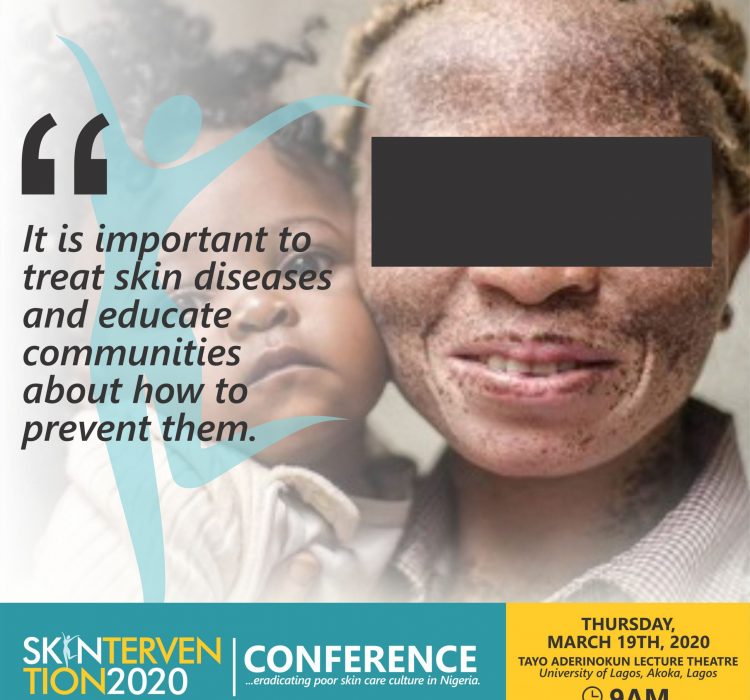 “
It is important to
treat skin diseases
and educate
communities
about how to
prevent them.
SKINTERVEN
TION2020
CONFERENCE
...eradicating poor skin care culture in Nigeria.
THURSDAY,
MARCH 19TH, 2020
TAYO ADERINOKUN LECTURE THEATRE
University of Lagos, Akoka, Lagos
9AM